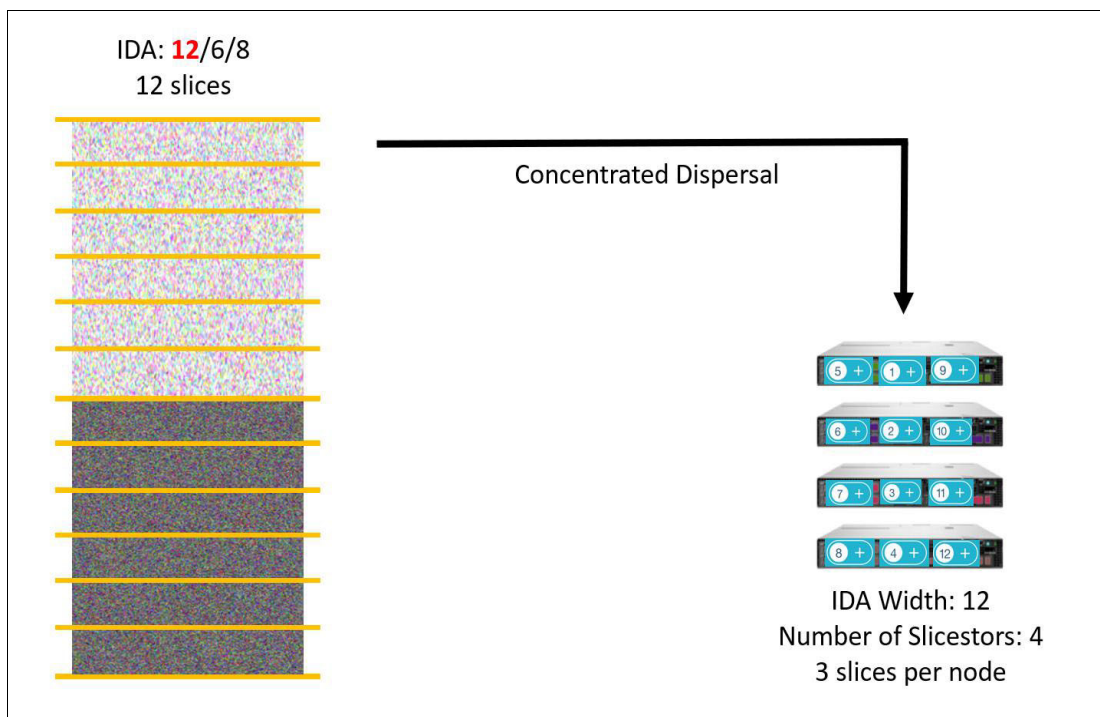 IDA: 12/6/8
12 slices
Concentrated Dispersal
5 + 1 + 9 +
6 + 2 + 10 +
7 + 3 + 11 +
8 + 4 + 12 +
IDA Width: 12
Number of Slicestors: 4
3 slices per node